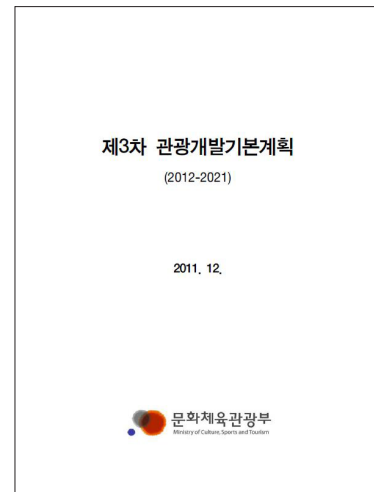 제3차 관광개발기본계획
(2012-2021)
2011. 12.
문화체육관광부
Ministry of Culture, Sports and Tourism